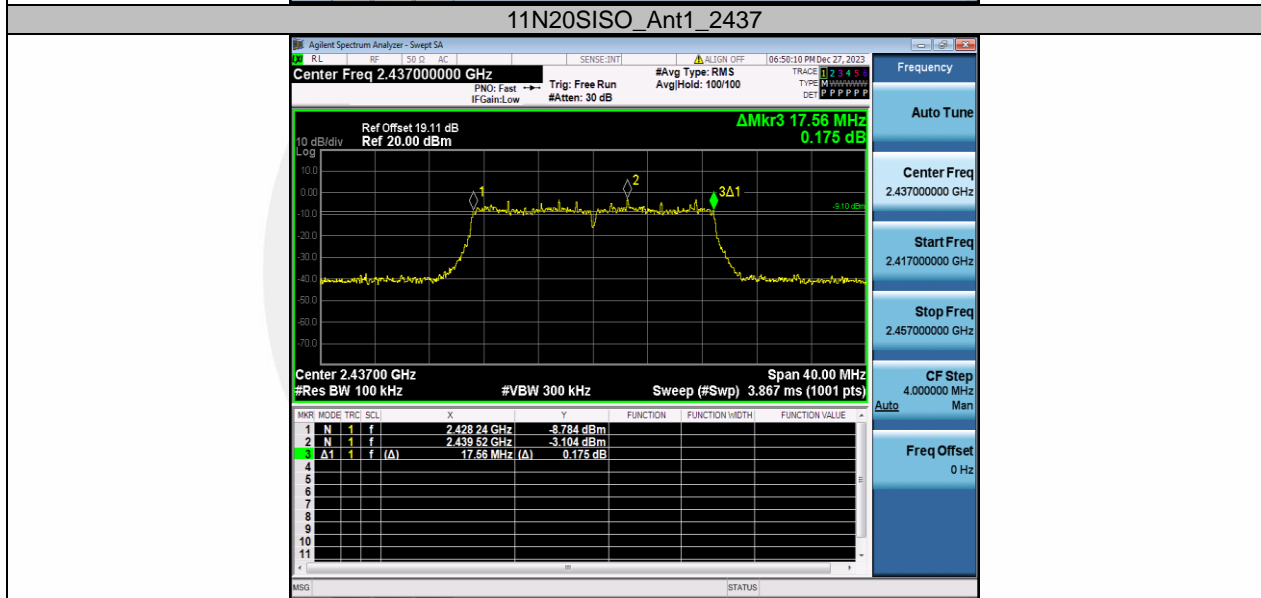 11N20SISO_Ant1_2437
Agilent Spectrum Analyzer - Swept SA
RL RF 50 Ω AC SENSE:INT ALIGN OFF 06:50:10 PM Dec 27, 2023
Center Freq 2.437000000 GHz
PNO: Fast
IFGain:Low
Trig: Free Run
#Atten: 30 dB
#Avg Type: RMS
Avg|Hold: 100/100
TRACE 1 2 3 4 5 6
TYPE M WWWWW
DET P P P P P P
Frequency
Auto Tune
Center Freq
2.437000000 GHz
Start Freq
2.417000000 GHz
Stop Freq
2.457000000 GHz
CF Step
4.000000 MHz
Auto Man
Freq Offset
0 Hz
ΔMkr3 17.56 MHz
0.175 dB
Ref Offset 19.11 dB
10 dB/div Ref 20.00 dBm
Log
10.0
0.00
-10.0
-20.0
-30.0
-40.0
-50.0
-60.0
-70.0
1
2
3Δ1
-9.10 dBm
Center 2.43700 GHz Span 40.00 MHz
#Res BW 100 kHz #VBW 300 kHz Sweep (#Swp) 3.867 ms (1001 pts)
MKR MODE TRC SCL X Y FUNCTION FUNCTION WIDTH FUNCTION VALUE
1 N 1 f 2.428 24 GHz -8.784 dBm
2 N 1 f 2.439 52 GHz -3.104 dBm
3 Δ1 1 f (Δ) 17.56 MHz (Δ) 0.175 dB
4
5
6
7
8
9
10
11
MSG STATUS